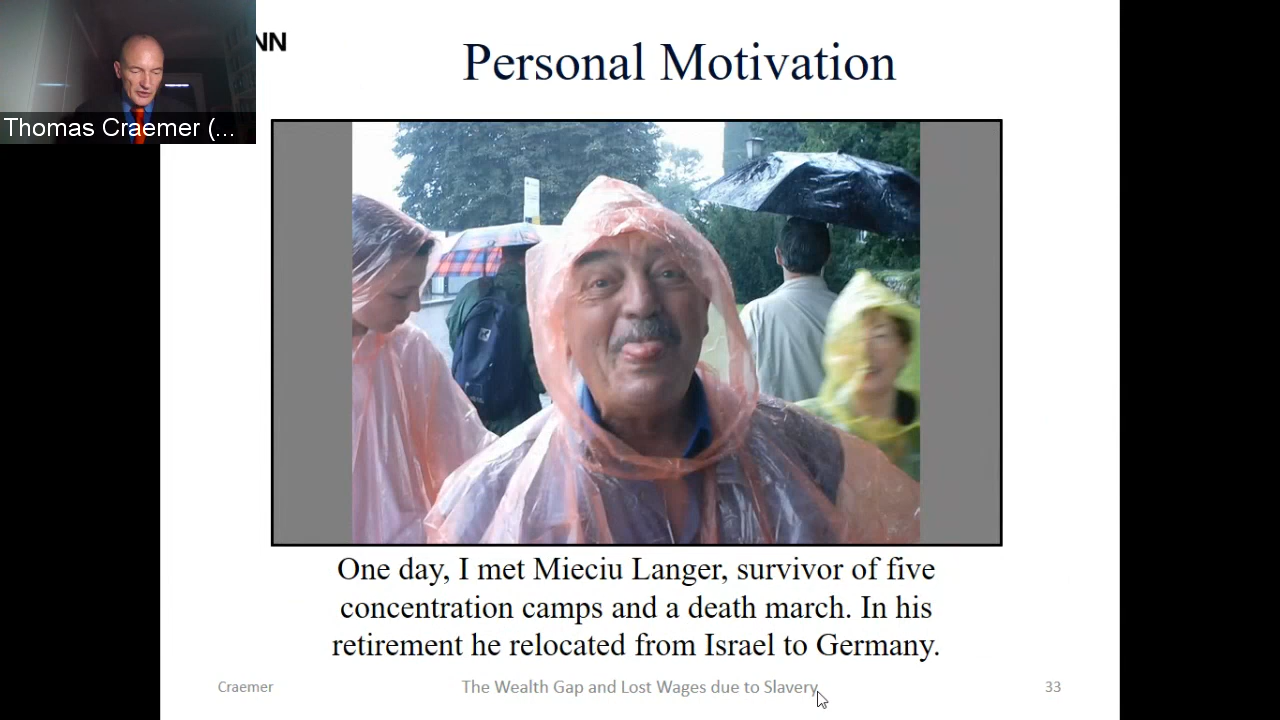 NN
Personal Motivation
Thomas Craemer (...
One day, I met Mieciu Langer, survivor of five
concentration camps and a death march. In his
retirement he relocated from Israel to Germany.
Craemer
The Wealth Gap and Lost Wages due to Slavery
33